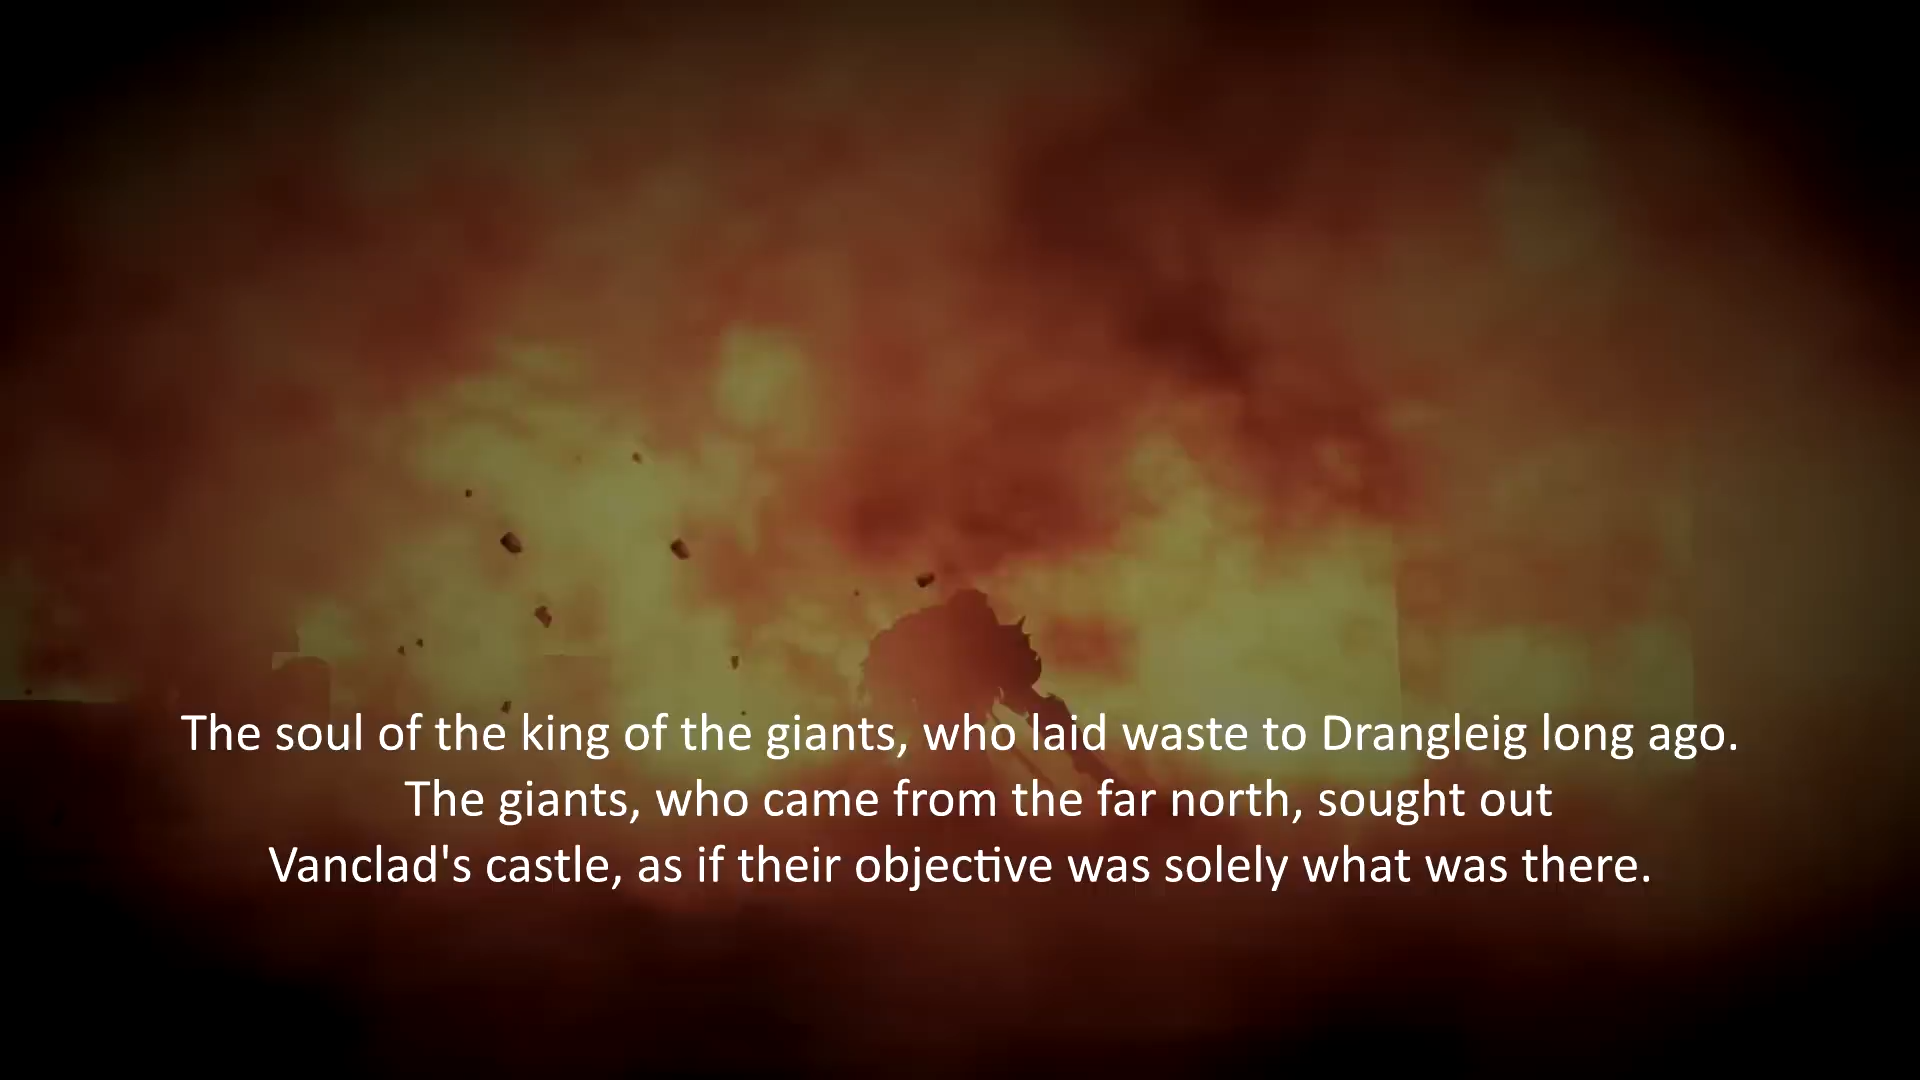 The soul of the king of the giants, who laid waste to Drangleig long ago.
The giants, who came from the far north, sought out
Vanclad's castle, as if their objective was solely what was there.